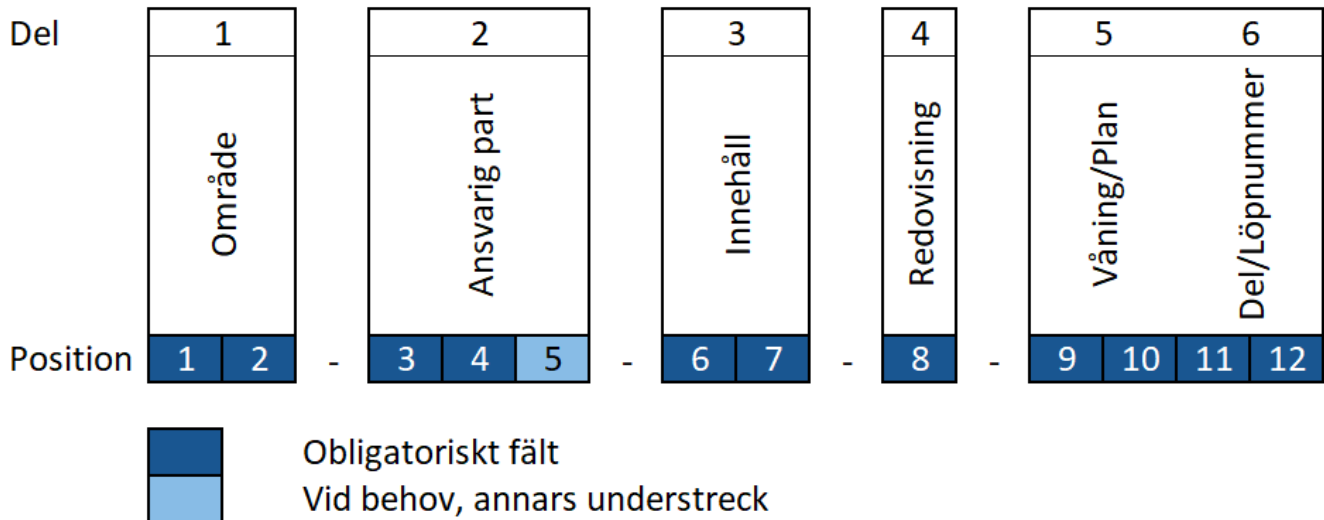 Del 1 2 3 4 5 6
Område
Ansvarig part
Innehåll
Redovisning
Våning/Plan
Del/Löpnummer
Position 1 2 - 3 4 5 - 6 7 - 8 - 9 10 11 12
Obligatoriskt fält
Vid behov, annars understreck